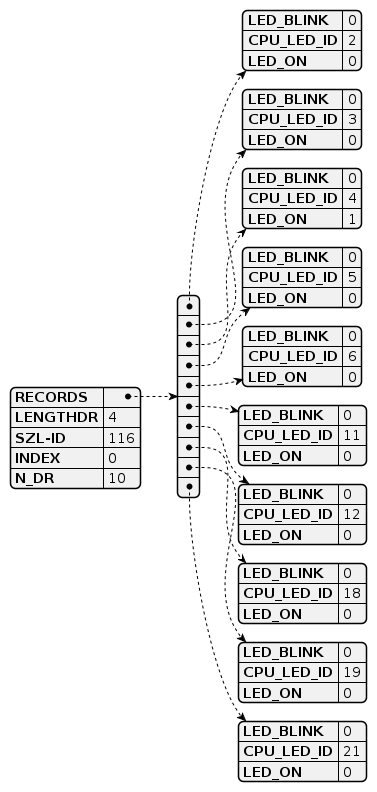 LED_BLINK 0
CPU_LED_ID 2
LED_ON 0
LED_BLINK 0
CPU_LED_ID 3
LED_ON 0
LED_BLINK 0
CPU_LED_ID 4
LED_ON 1
LED_BLINK 0
CPU_LED_ID 5
LED_ON 0
LED_BLINK 0
CPU_LED_ID 6
LED_ON 0
RECORDS
LENGTHDR 4
SZL-ID 116
INDEX 0
N_DR 10
LED_BLINK 0
CPU_LED_ID 11
LED_ON 0
LED_BLINK 0
CPU_LED_ID 12
LED_ON 0
LED_BLINK 0
CPU_LED_ID 18
LED_ON 0
LED_BLINK 0
CPU_LED_ID 19
LED_ON 0
LED_BLINK 0
CPU_LED_ID 21
LED_ON 0